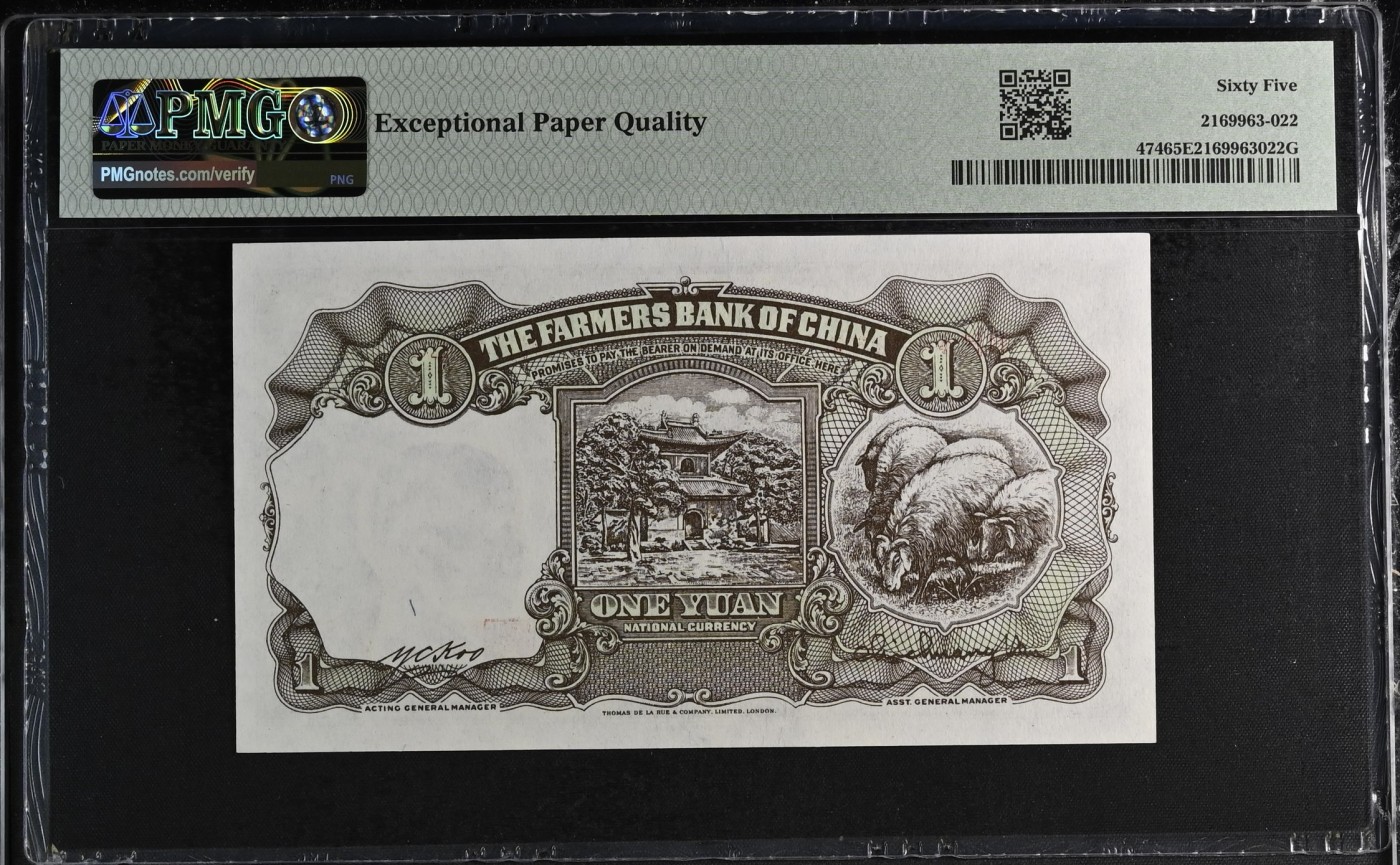 PMG
PAPER MONEY GUARANTY
PMGnotes.com/verify
PNG
Exceptional Paper Quality
Sixty Five
2169963-022
47465E2169963022G
THE FARMERS BANK OF CHINA
PROMISES TO PAY THE BEARER ON DEMAND AT ITS OFFICE HERE
1
1
ONE YUAN
NATIONAL CURRENCY
Y C Koo
1
1
ACTING GENERAL MANAGER
ASST. GENERAL MANAGER
THOMAS DE LA RUE & COMPANY, LIMITED, LONDON.